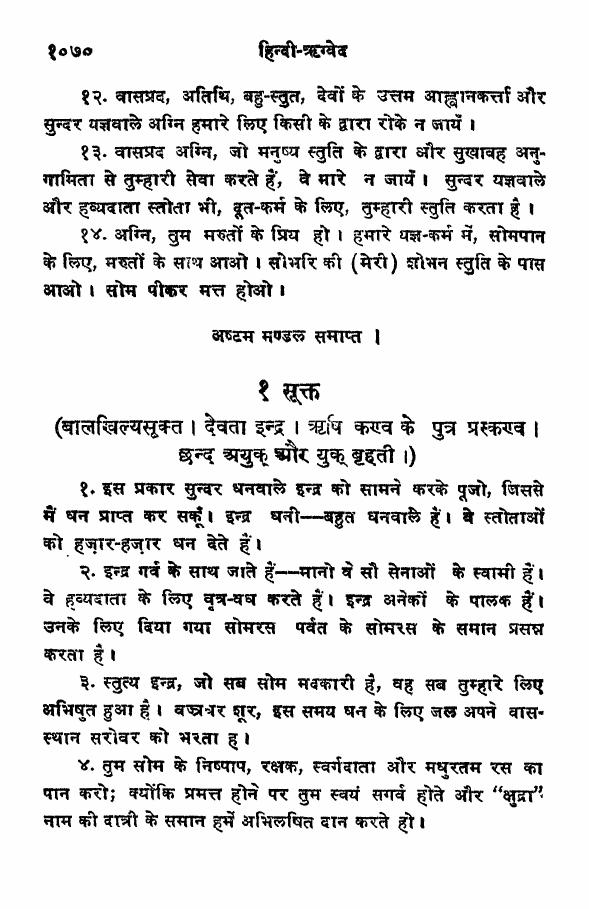 १०७० हिन्दी-ऋग्वेद
१२. वासप्रद, अतिथि, बहु-स्तुत, देवों के उत्तम आह्वानकर्त्ता और
सुन्दर यज्ञवाले अग्नि हमारे लिए किसी के द्वारा रोके न जायँ ।
१३. वासप्रद अग्नि, जो मनुष्य स्तुति के द्वारा और सुखावह अनु-
गामिता से तुम्हारी सेवा करते हैं, वे मारे न जायँ । सुन्दर यज्ञवाले
और हव्यदाता स्तोता भी, दूत-कर्म के लिए, तुम्हारी स्तुति करता है ।
१४. अग्नि, तुम मरुतों के प्रिय हो । हमारे यज्ञ-कर्म में, सोमपान
के लिए, मरुतों के साथ आओ । सोभरि की (मेरी) शोभन स्तुति के पास
आओ । सोम पीकर मत्त होओ ।
अष्टम मण्डल समाप्त ।
१ सूक्त
(बालखिल्यसूक्त । देवता इन्द्र । ऋषि कण्व के पुत्र प्रस्कण्व ।
छन्द अयुक् और युक् बृहती ।)
१. इस प्रकार सुन्दर धनवाले इन्द्र को सामने करके पूजो, जिससे
मैं धन प्राप्त कर सकूँ। इन्द्र धनी--बहुत धनवाले हैं। वे स्तोताओं
को हज़ार-हज़ार धन देते हैं।
२. इन्द्र गर्व के साथ जाते हैं--मानो वे सौ सेनाओं के स्वामी हैं।
वे हव्यदाता के लिए वृत्र-वध करते हैं। इन्द्र अनेकों के पालक हैं।
उनके लिए दिया गया सोमरस पर्वत के सोमरस के समान प्रसन्न
करता है।
३. स्तुत्य इन्द्र, जो सब सोम मदकारी है, वह सब तुम्हारे लिए
अभिषुत हुआ है। वज्रधर शूर, इस समय धन के लिए जल अपने वास-
स्थान सरोवर को भरता ह।
४. तुम सोम के निष्पाप, रक्षक, स्वर्गदाता और मधुरतम रस का
पान करो; क्योंकि प्रमत्त होने पर तुम स्वयं सगर्व होते और “क्षुद्रा”
नाम की दात्री के समान हमें अभिलषित दान करते हो।